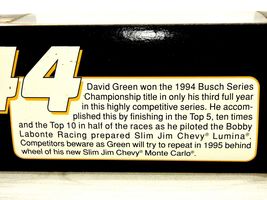 44
David Green won the 1994 Busch Series
Championship title in only his third full year
in this highly competitive series. He accom-
plished this by finishing in the Top 5, ten times
and the Top 10 in half of the races as he piloted the Bobby
Labonte Racing prepared Slim Jim Chevy® Lumina®.
Competitors beware as Green will try to repeat in 1995 behind
wheel of his new Slim Jim Chevy® Monte Carlo®.